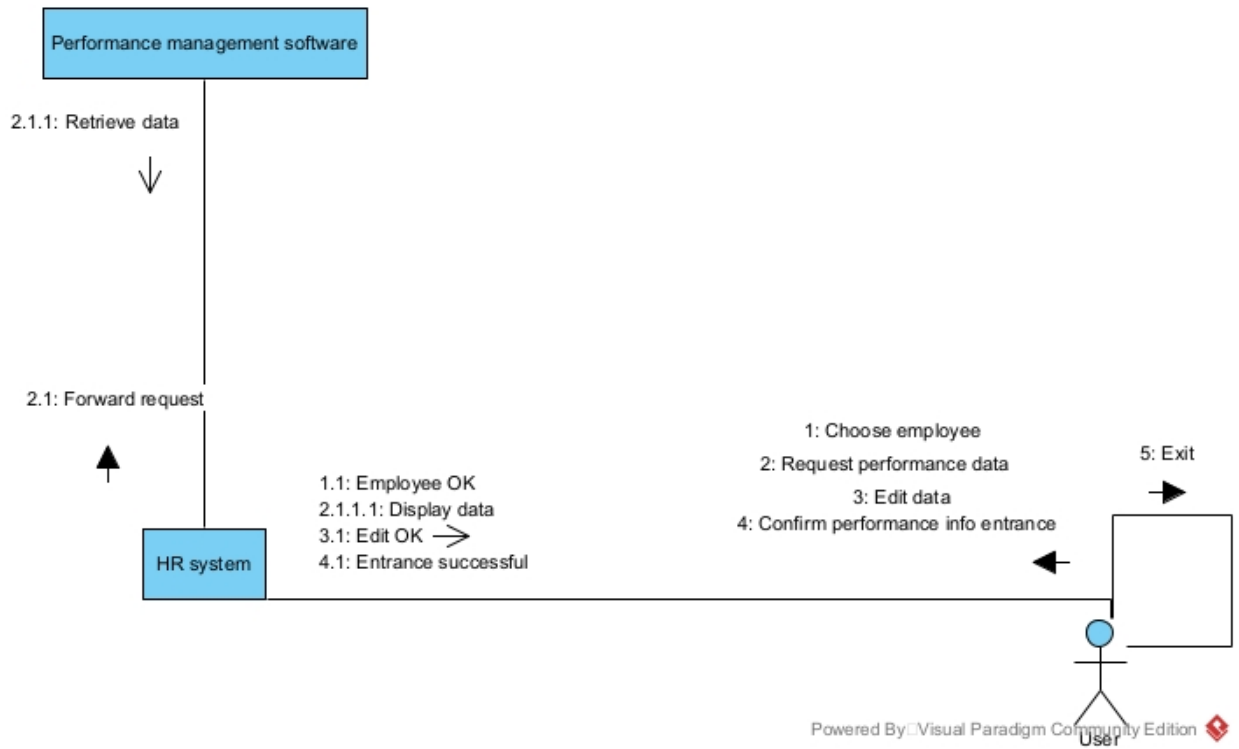 Performance management software
2.1.1: Retrieve data
2.1: Forward request
1: Choose employee
2: Request performance data
3: Edit data
4: Confirm performance info entrance
5: Exit
1.1: Employee OK
2.1.1.1: Display data
3.1: Edit OK
4.1: Entrance successful
HR system
User
Powered By Visual Paradigm Community Edition